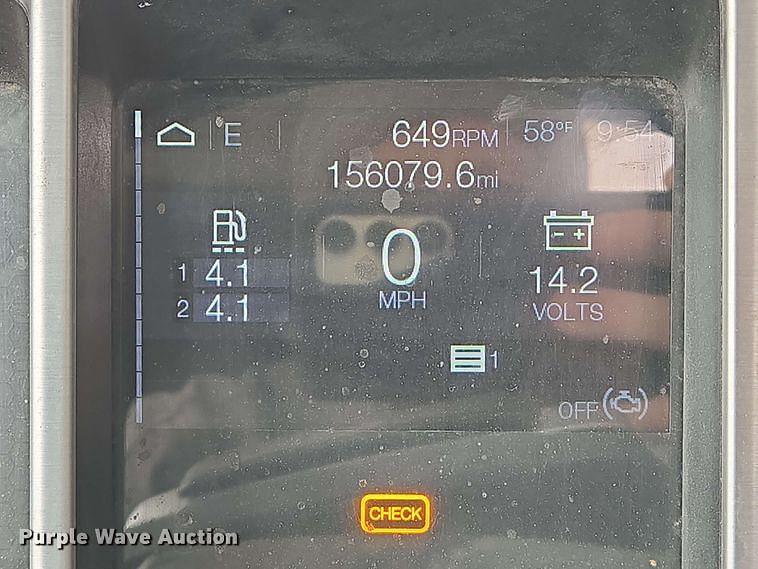 E 649RPM 58°F 9:54
156079.6mi
1 4.1
2 4.1
0
MPH
14.2
VOLTS
1
OFF
CHECK
Purple Wave Auction